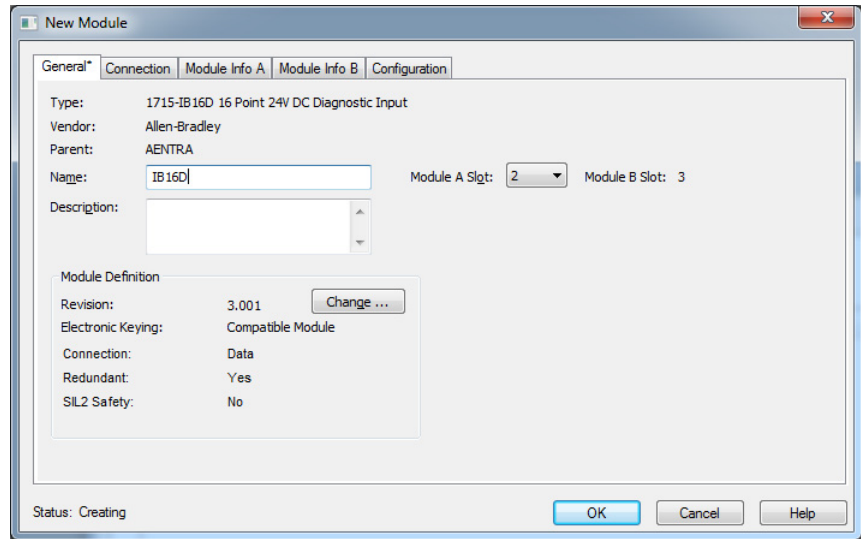 New Module
General* Connection Module Info A Module Info B Configuration
Type: 1715-IB16D 16 Point 24V DC Diagnostic Input
Vendor: Allen-Bradley
Parent: AENTRA
Name: IB16D Module A Slot: 2 Module B Slot: 3
Description:
Module Definition
Revision: 3.001 Change ...
Electronic Keying: Compatible Module
Connection: Data
Redundant: Yes
SIL2 Safety: No
Status: Creating OK Cancel Help